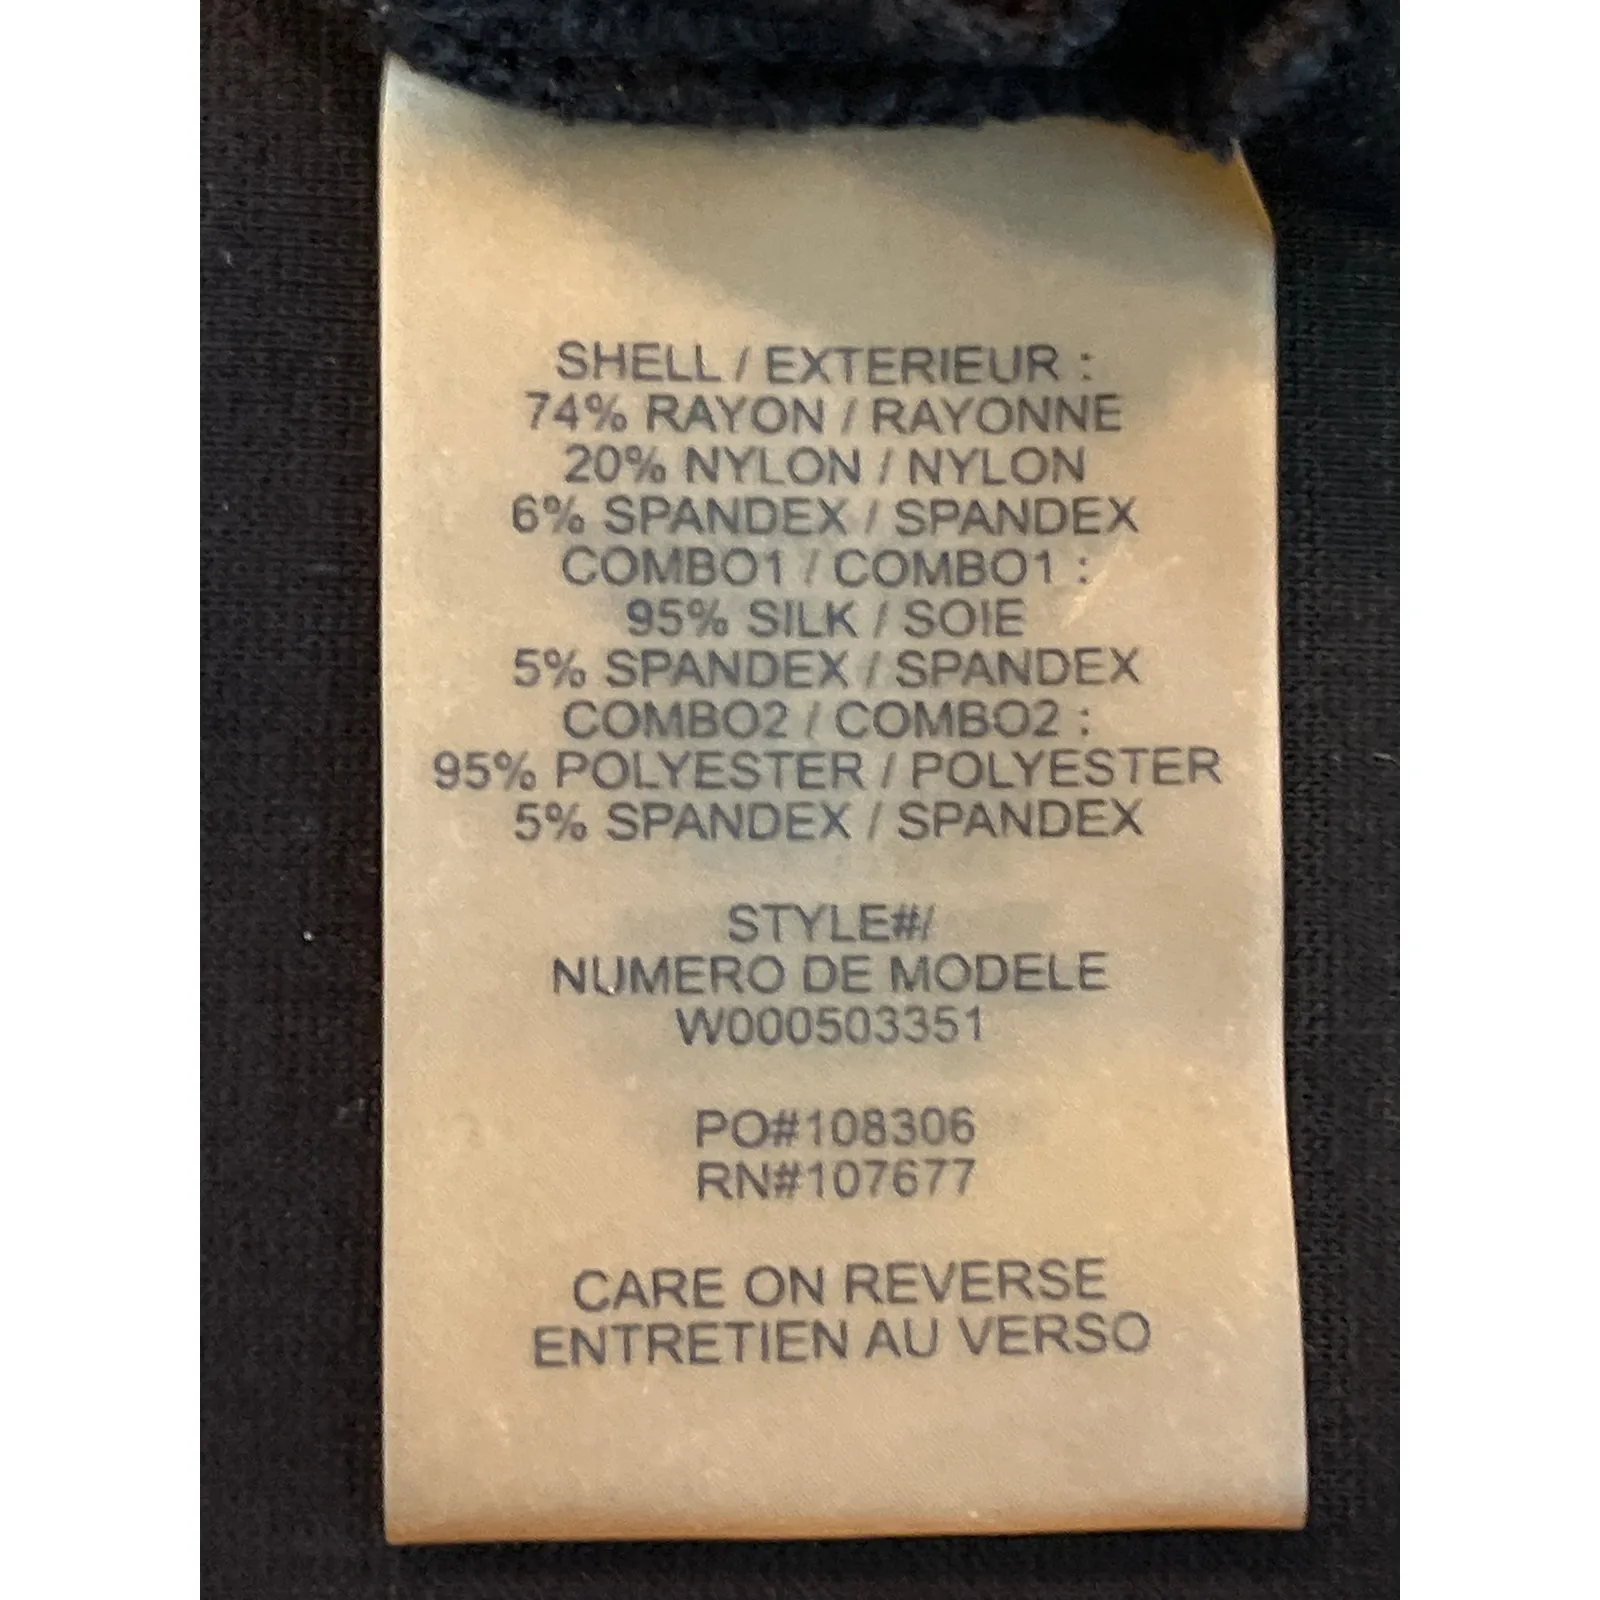 SHELL / EXTERIEUR :
74% RAYON / RAYONNE
20% NYLON / NYLON
6% SPANDEX / SPANDEX
COMBO1 / COMBO1 :
95% SILK / SOIE
5% SPANDEX / SPANDEX
COMBO2 / COMBO2 :
95% POLYESTER / POLYESTER
5% SPANDEX / SPANDEX
STYLE#/
NUMERO DE MODELE
W000503351
PO#108306
RN#107677
CARE ON REVERSE
ENTRETIEN AU VERSO